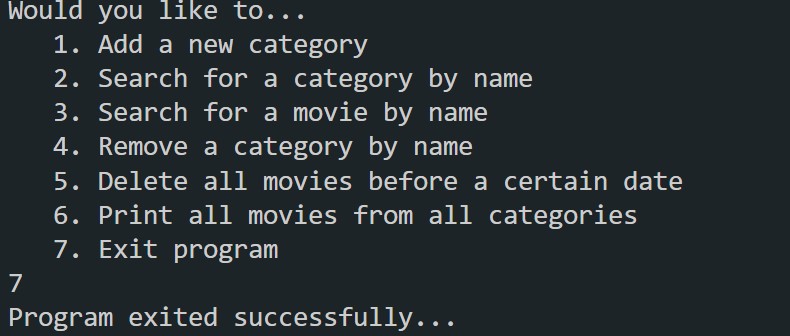 Would you like to...
   1. Add a new category
   2. Search for a category by name
   3. Search for a movie by name
   4. Remove a category by name
   5. Delete all movies before a certain date
   6. Print all movies from all categories
   7. Exit program
7
Program exited successfully...